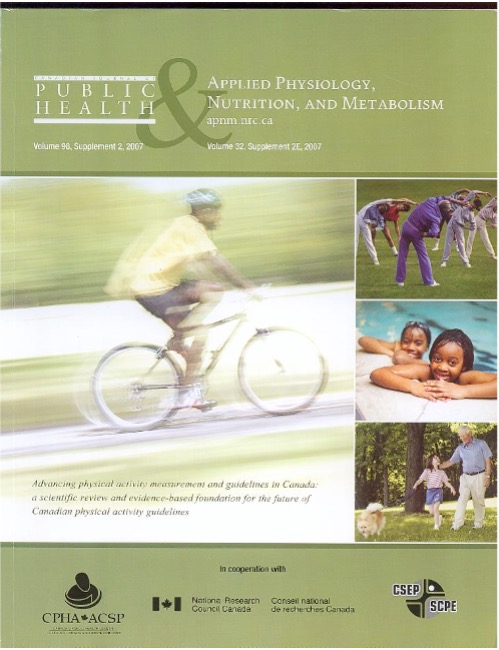 CANADIAN JOURNAL OF
PUBLIC
HEALTH
&
APPLIED PHYSIOLOGY,
NUTRITION, AND METABOLISM
apnm.nrc.ca
Volume 98, Supplement 2, 2007
Volume 32, Supplement 2E, 2007
Advancing physical activity measurement and guidelines in Canada:
a scientific review and evidence-based foundation for the future of
Canadian physical activity guidelines
In cooperation with
CPHA ACSP
National Research
Council Canada
Conseil national
de recherches Canada
CSEP
SCPE